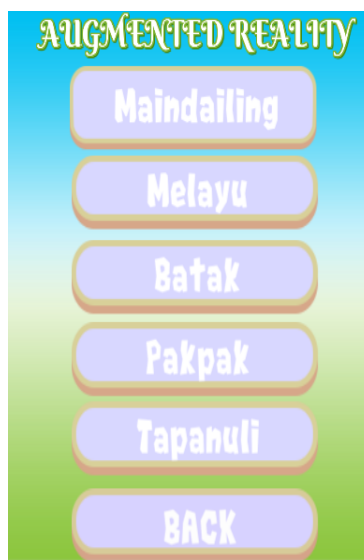 AUGMENTED REALITY
Maindailing
Melayu
Batak
Pakpak
Tapanuli
BACK